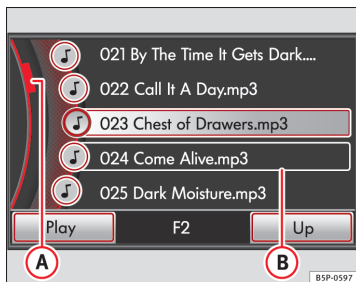 021 By The Time It Gets Dark....
022 Call It A Day.mp3
023 Chest of Drawers.mp3
024 Come Alive.mp3
025 Dark Moisture.mp3
Play F2 Up
A B
B5P-0597